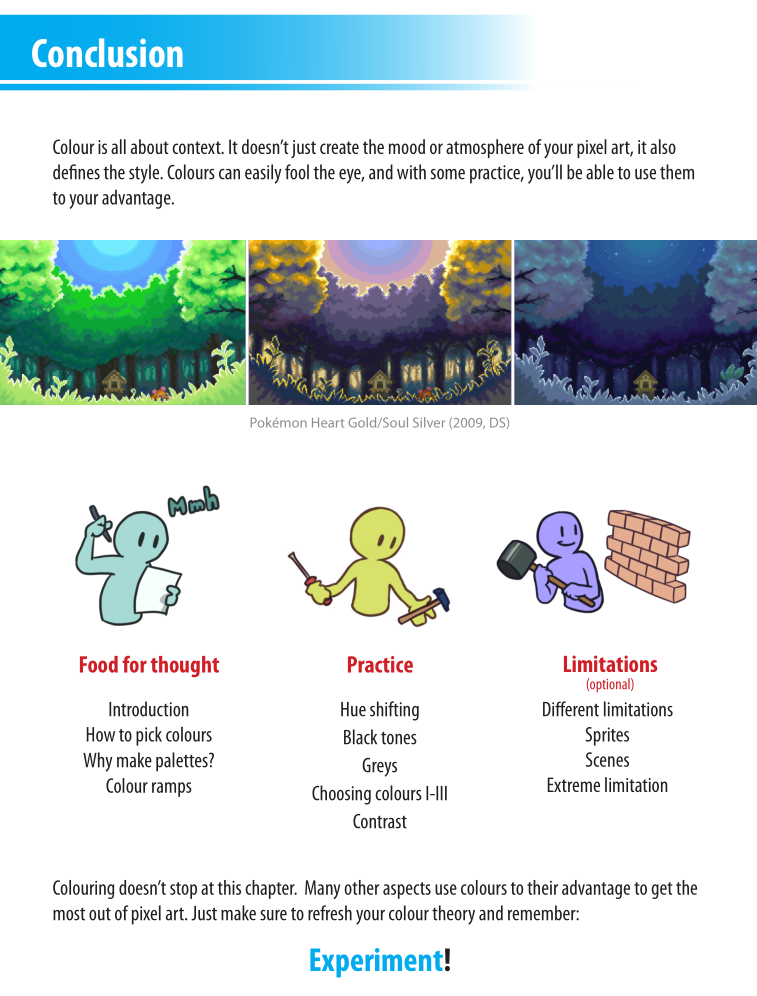 Conclusion
Colour is all about context. It doesn't just create the mood or atmosphere of your pixel art, it also
defines the style. Colours can easily fool the eye, and with some practice, you'll be able to use them
to your advantage.
Pokémon Heart Gold/Soul Silver (2009, DS)
Mmh
Food for thought
Introduction
How to pick colours
Why make palettes?
Colour ramps
Practice
Hue shifting
Black tones
Greys
Choosing colours I-III
Contrast
Limitations
(optional)
Different limitations
Sprites
Scenes
Extreme limitation
Colouring doesn't stop at this chapter.  Many other aspects use colours to their advantage to get the
most out of pixel art. Just make sure to refresh your colour theory and remember:
Experiment!